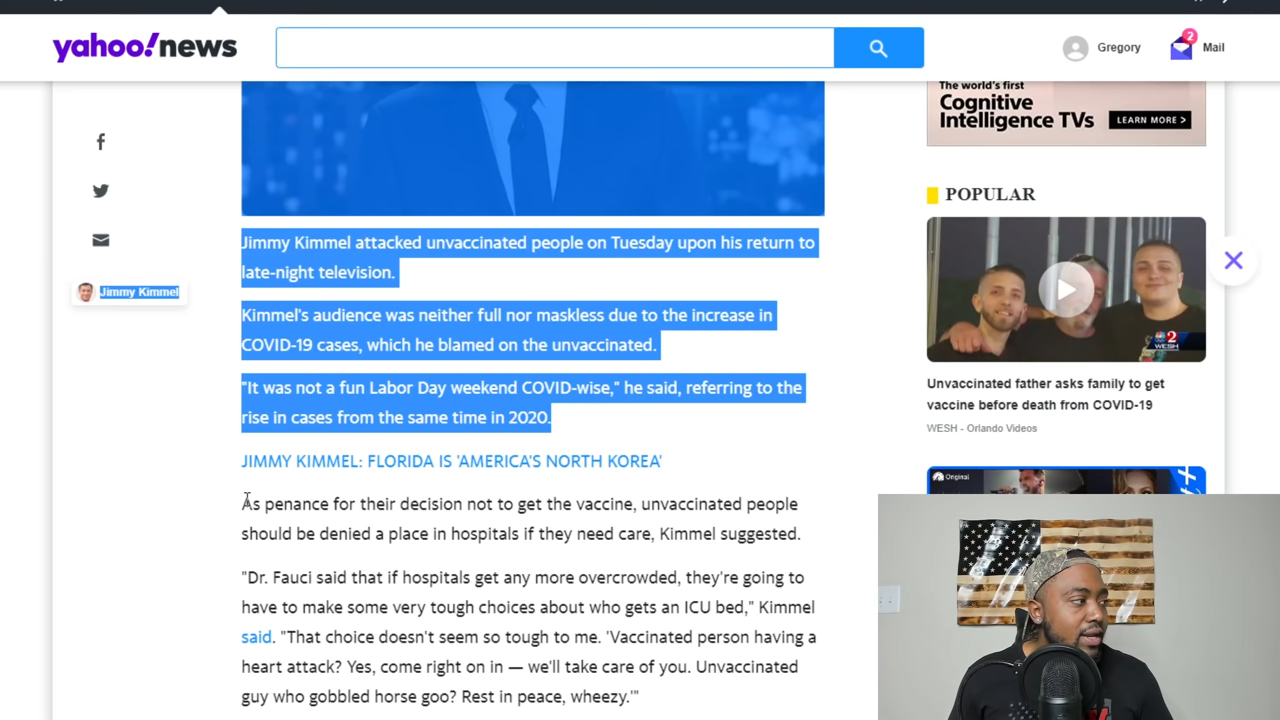 yahoo!news
Gregory
2
Mail
The world's first
Cognitive
Intelligence TVs
LEARN MORE >
POPULAR
Jimmy Kimmel
Jimmy Kimmel attacked unvaccinated people on Tuesday upon his return to
late-night television.
Kimmel's audience was neither full nor maskless due to the increase in
COVID-19 cases, which he blamed on the unvaccinated.
"It was not a fun Labor Day weekend COVID-wise," he said, referring to the
rise in cases from the same time in 2020.
JIMMY KIMMEL: FLORIDA IS 'AMERICA'S NORTH KOREA'
As penance for their decision not to get the vaccine, unvaccinated people
should be denied a place in hospitals if they need care, Kimmel suggested.
"Dr. Fauci said that if hospitals get any more overcrowded, they're going to
have to make some very tough choices about who gets an ICU bed," Kimmel
said. "That choice doesn't seem so tough to me. 'Vaccinated person having a
heart attack? Yes, come right on in — we'll take care of you. Unvaccinated
guy who gobbled horse goo? Rest in peace, wheezy.'"
2
WESH
Unvaccinated father asks family to get
vaccine before death from COVID-19
WESH - Orlando Videos
Original